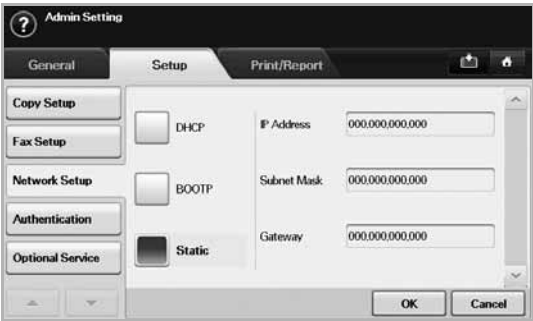 ? Admin Setting
General Setup Print/Report
Copy Setup
Fax Setup
Network Setup
Authentication
Optional Service
DHCP
BOOTP
Static
IP Address 000,000,000,000
Subnet Mask 000,000,000,000
Gateway 000,000,000,000
OK Cancel